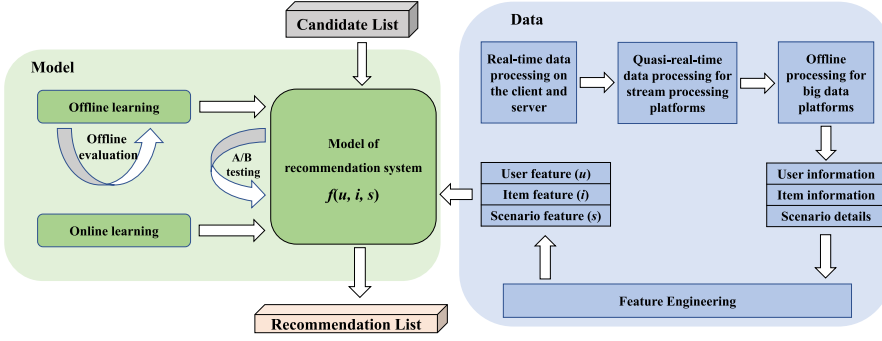 Candidate List
Model
Offline learning
Offline
evaluation
A/B
testing
Model of
recommendation system
f(u, i, s)
Online learning
Recommendation List
Data
Real-time data
processing on
the client and
server
Quasi-real-time
data processing for
stream processing
platforms
Offline
processing for
big data
platforms
User feature (u)
Item feature (i)
Scenario feature (s)
User information
Item information
Scenario details
Feature Engineering